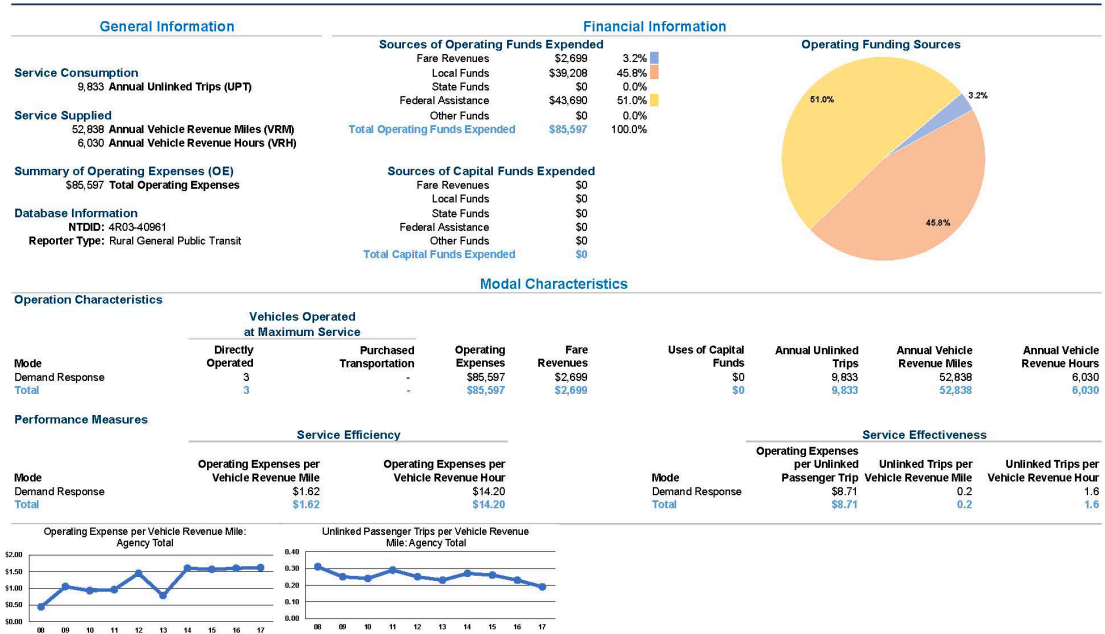 General Information
Financial Information
Service Consumption
9,833 Annual Unlinked Trips (UPT)
Service Supplied
52,838 Annual Vehicle Revenue Miles (VRM)
6,030 Annual Vehicle Revenue Hours (VRH)
Summary of Operating Expenses (OE)
$85,597 Total Operating Expenses
Database Information
NTDID: 4R03-40961
Reporter Type: Rural General Public Transit
Sources of Operating Funds Expended
Fare Revenues $2,699 3.2%
Local Funds $39,208 45.8%
State Funds $0 0.0%
Federal Assistance $43,690 51.0%
Other Funds $0 0.0%
Total Operating Funds Expended $85,597 100.0%
Sources of Capital Funds Expended
Fare Revenues $0
Local Funds $0
State Funds $0
Federal Assistance $0
Other Funds $0
Total Capital Funds Expended $0
Operating Funding Sources
51.0%
3.2%
45.8%
Modal Characteristics
Operation Characteristics
Vehicles Operated
at Maximum Service
Directly Purchased Operating Fare Uses of Capital Annual Unlinked Annual Vehicle Annual Vehicle
Mode Operated Transportation Expenses Revenues Funds Trips Revenue Miles Revenue Hours
Demand Response 3 - $85,597 $2,699 $0 9,833 52,838 6,030
Total 3 - $85,597 $2,699 $0 9,833 52,838 6,030
Performance Measures
Service Efficiency
Operating Expenses per Operating Expenses per
Mode Vehicle Revenue Mile Vehicle Revenue Hour
Demand Response $1.62 $14.20
Total $1.62 $14.20
Service Effectiveness
Operating Expenses
per Unlinked Unlinked Trips per Unlinked Trips per
Mode Passenger Trip Vehicle Revenue Mile Vehicle Revenue Hour
Demand Response $8.71 0.2 1.6
Total $8.71 0.2 1.6
Operating Expense per Vehicle Revenue Mile:
Agency Total
$2.00
$1.50
$1.00
$0.50
$0.00
08 09 10 11 12 13 14 15 16 17
Unlinked Passenger Trips per Vehicle Revenue
Mile: Agency Total
0.40
0.30
0.20
0.10
0.00
08 09 10 11 12 13 14 15 16 17